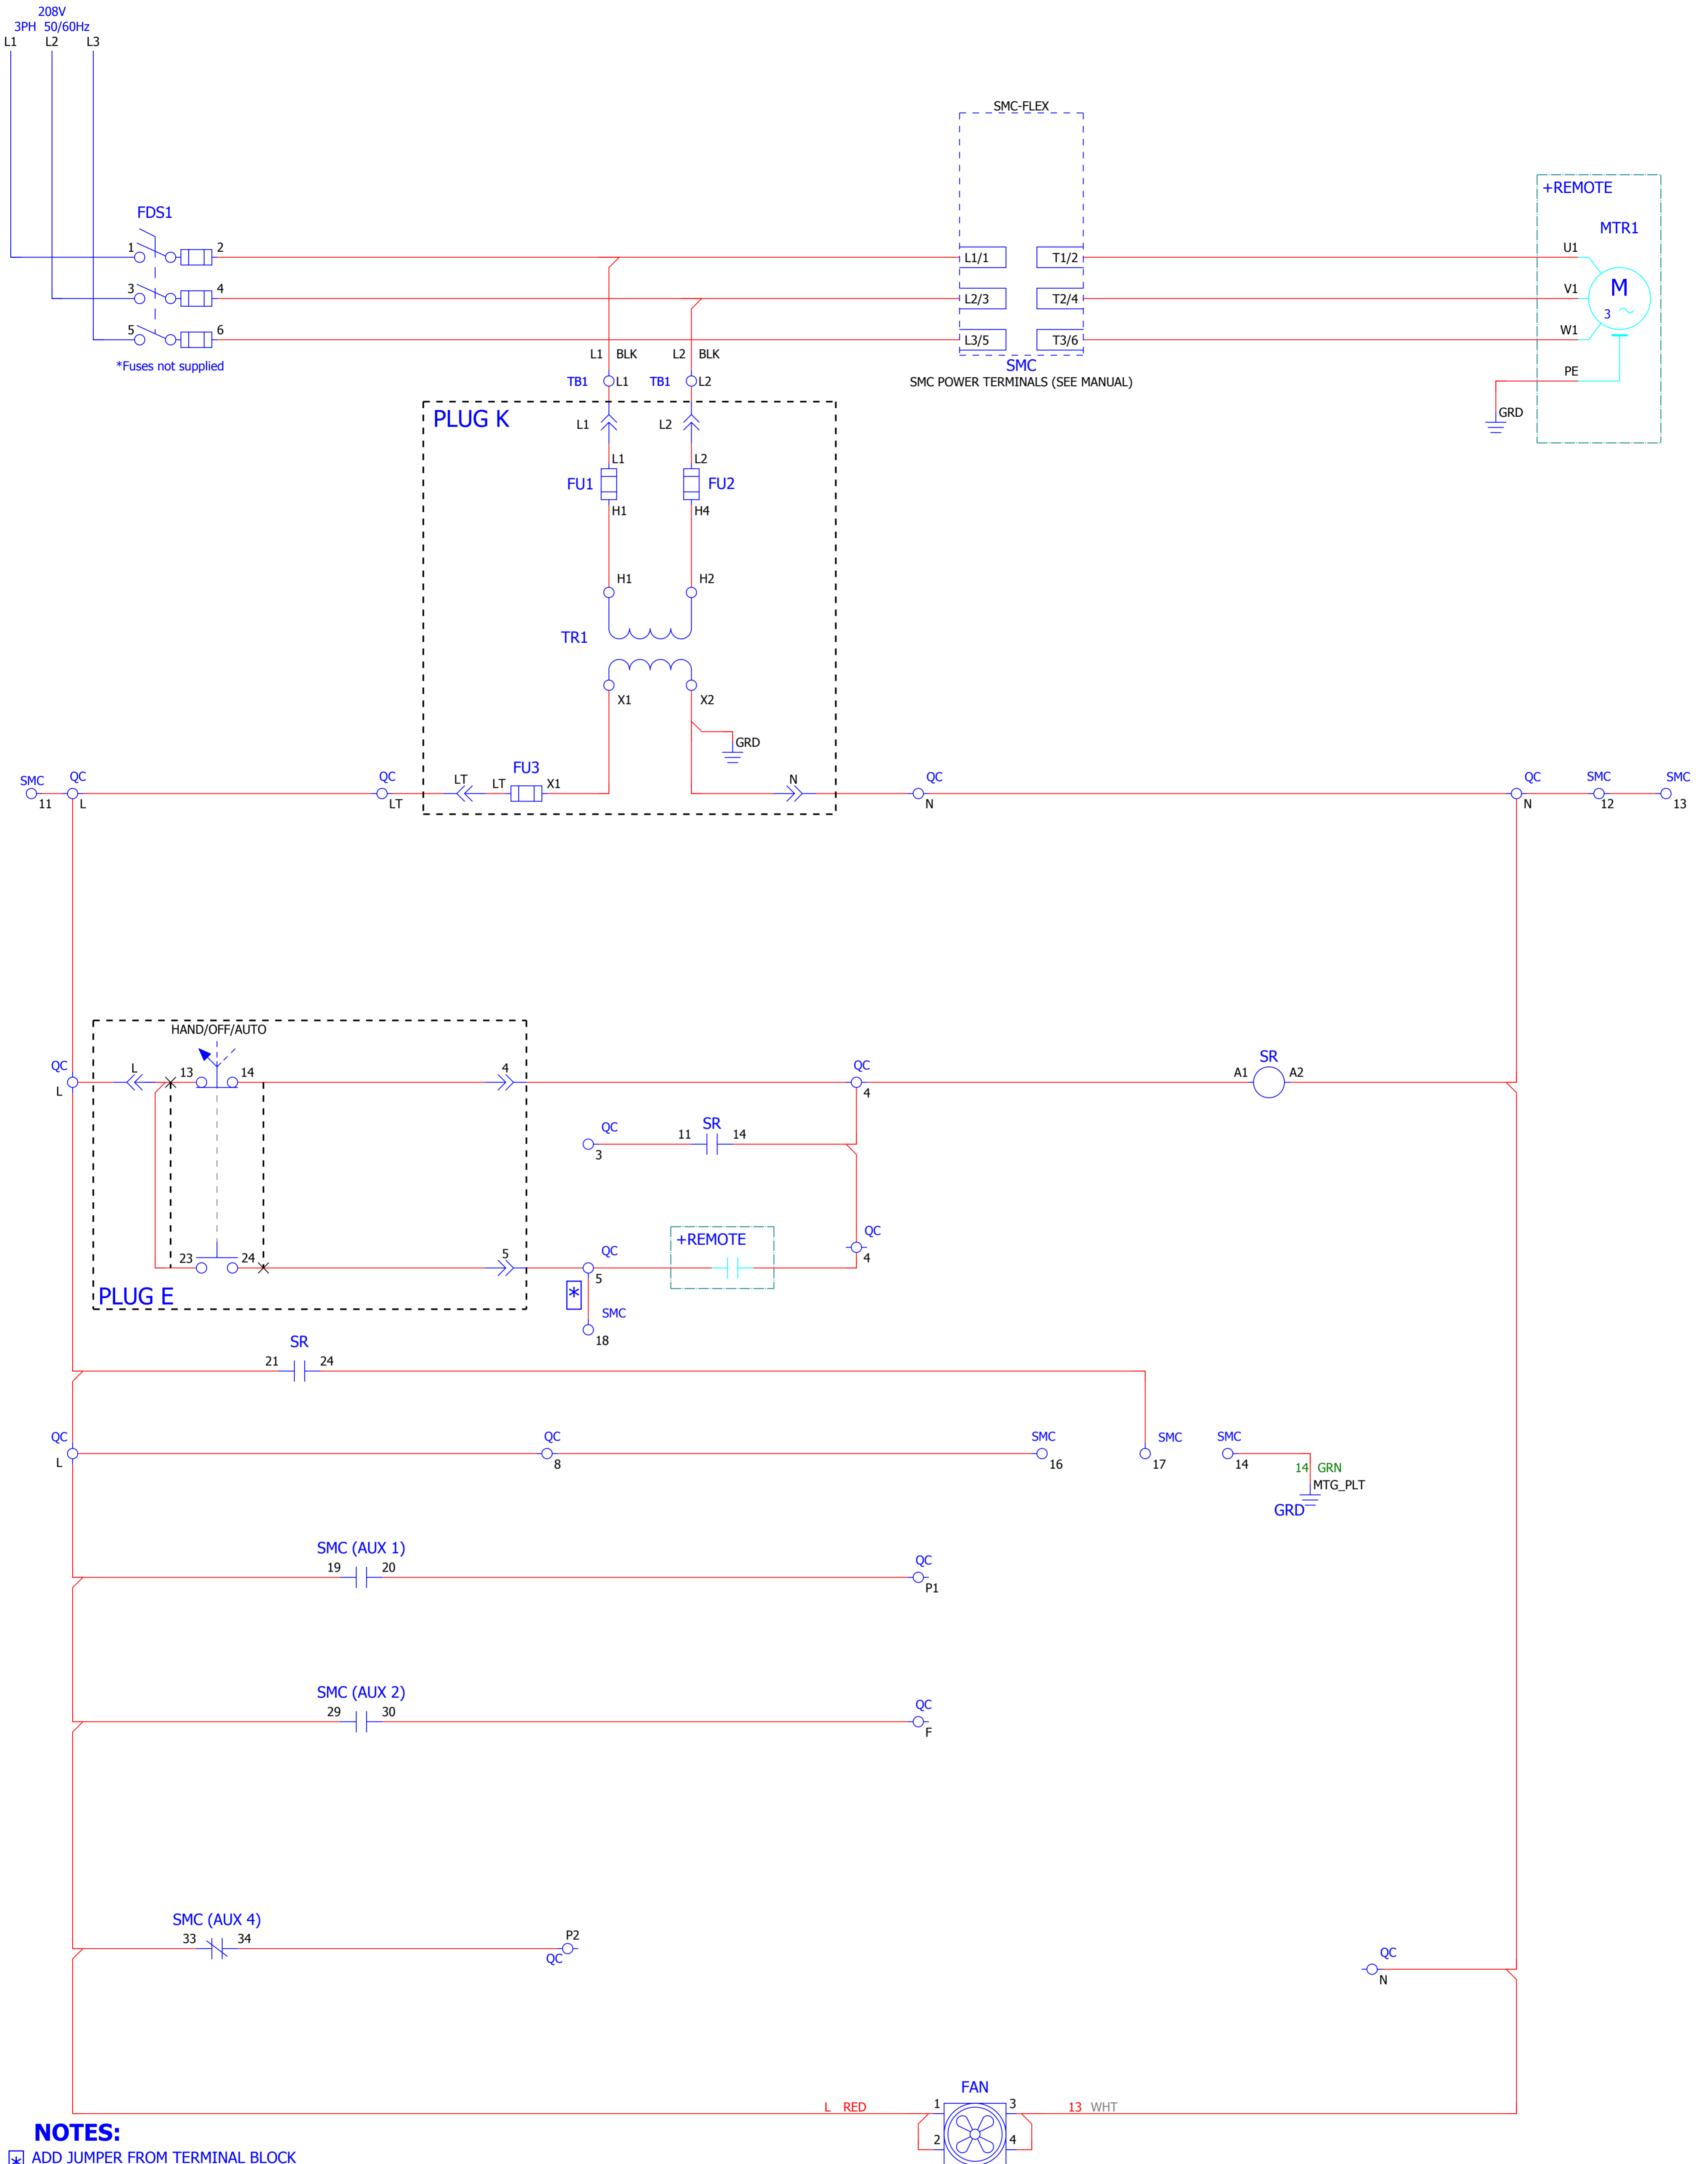 208V
3PH 50/60Hz
L1 L2 L3
SMC-FLEX
+REMOTE
MTR1
FDS1
1 2 L1/1 T1/2 U1
3 4 L2/3 T2/4 V1
M
3
5 6 L3/5 T3/6 W1
*Fuses not supplied
L1 BLK L2 BLK
SMC
SMC POWER TERMINALS (SEE MANUAL)
PE
GRD
TB1 L1 TB1 L2
PLUG K
L1 L2
L1 L2
FU1 FU2
H1 H4
H1 H2
TR1
X1 X2
GRD
SMC QC QC LT LT FU3 X1 N QC QC SMC SMC
11 L LT N N 12 13
HAND/OFF/AUTO
QC L 13 14 4 QC SR
A1 A2
L 4
QC 11 SR 14
3
+REMOTE QC
4
23 24 5 QC
5
PLUG E
*
SMC
18
SR
21 24
QC QC SMC SMC SMC
L 8 16 17 14
14 GRN
MTG_PLT
GRD
SMC (AUX 1)
19 20 QC
P1
SMC (AUX 2)
29 30 QC
F
SMC (AUX 4)
33 34 P2
QC
QC
N
FAN
L RED 1 3 13 WHT
2 4
NOTES:
* ADD JUMPER FROM TERMINAL BLOCK